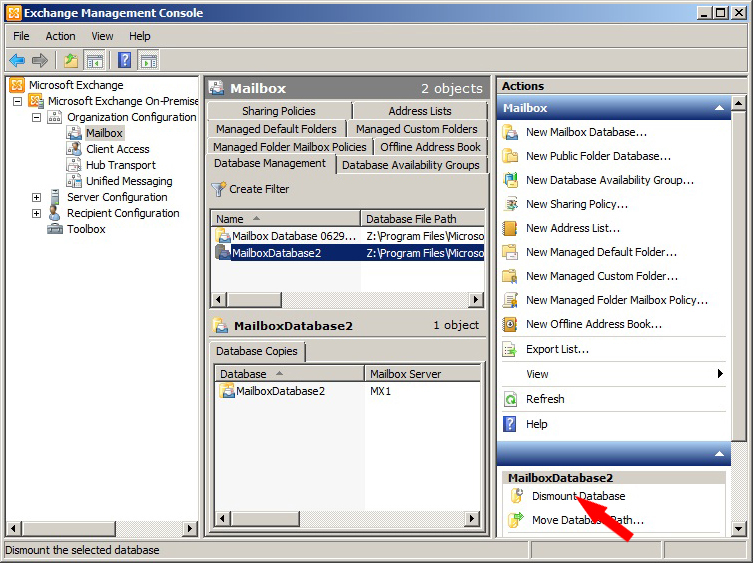 Exchange Management Console
File Action View Help
Microsoft Exchange
Microsoft Exchange On-Premise
Organization Configuration
Mailbox
Client Access
Hub Transport
Unified Messaging
Server Configuration
Recipient Configuration
Toolbox
Mailbox 2 objects
Sharing Policies Address Lists
Managed Default Folders Managed Custom Folders
Managed Folder Mailbox Policies Offline Address Book
Database Management Database Availability Groups
Create Filter
Name Database File Path
Mailbox Database 0629... Z:\Program Files\Microso
MailboxDatabase2 Z:\Program Files\Microso
MailboxDatabase2 1 object
Database Copies
Database Mailbox Server
MailboxDatabase2 MX1
Actions
Mailbox
New Mailbox Database...
New Public Folder Database...
New Database Availability Group...
New Sharing Policy...
New Address List...
New Managed Default Folder...
New Managed Custom Folder...
New Managed Folder Mailbox Policy...
New Offline Address Book...
Export List...
View
Refresh
Help
MailboxDatabase2
Dismount Database
Move Database Path...
Dismount the selected database